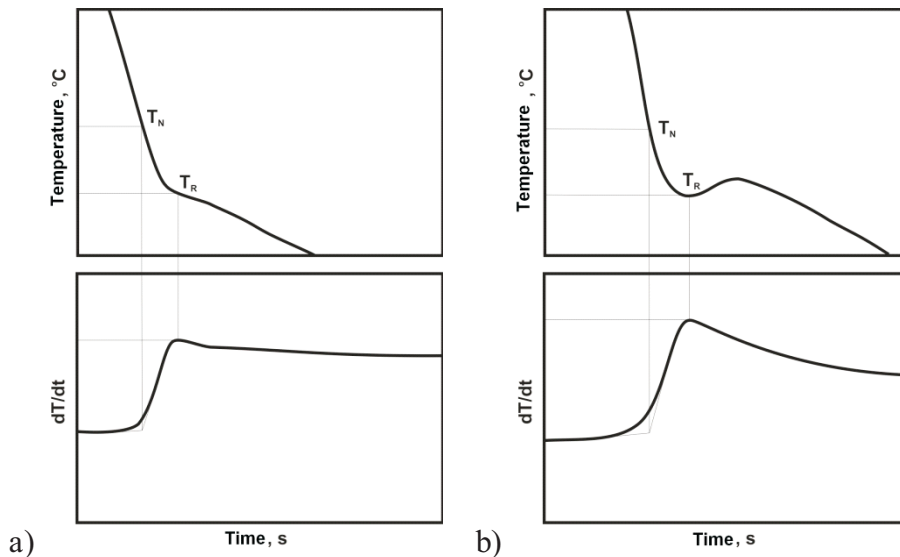 Temperature, °C
T_N
T_R
dT/dt
Time, s
a)
Temperature, °C
T_N
T_R
dT/dt
Time, s
b)